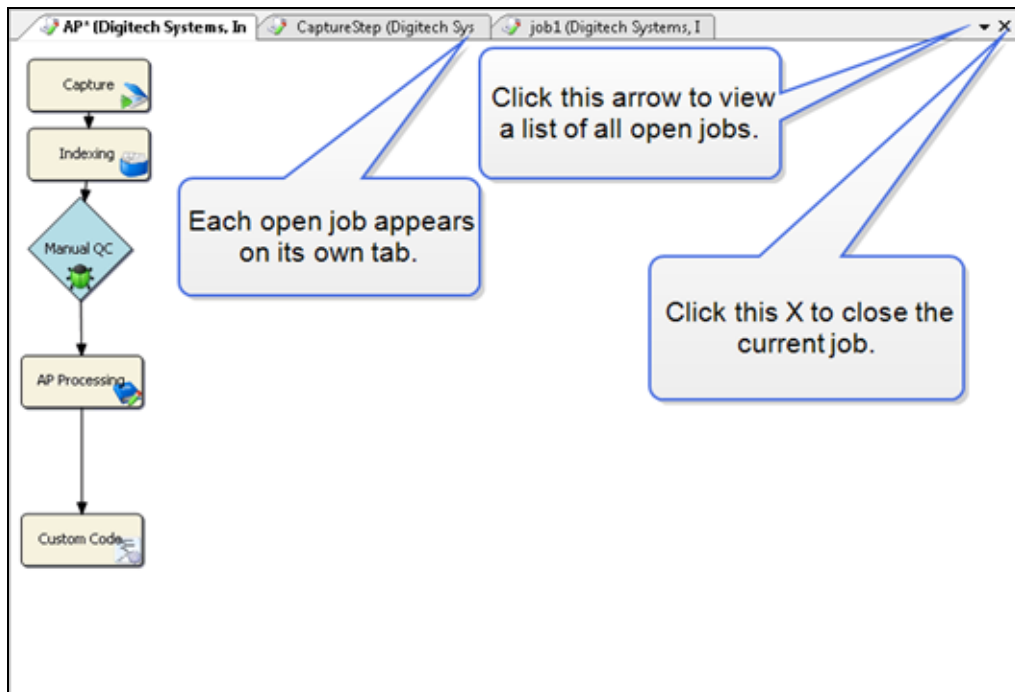 AP* (Digitech Systems, In
CaptureStep (Digitech Sys
job1 (Digitech Systems, I
Capture
Click this arrow to view
a list of all open jobs.
Indexing
Each open job appears
on its own tab.
Manual QC
Click this X to close the
current job.
AP Processing
Custom Code